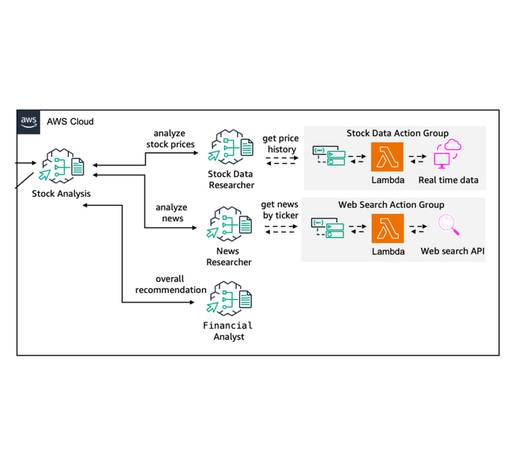 aws
AWS Cloud
analyze
stock prices
get price
history
Stock Data Action Group
Stock Analysis
Stock Data
Researcher
Lambda
Real time data
analyze
news
get news
by ticker
Web Search Action Group
News
Researcher
Lambda
Web search API
overall
recommendation
Financial
Analyst